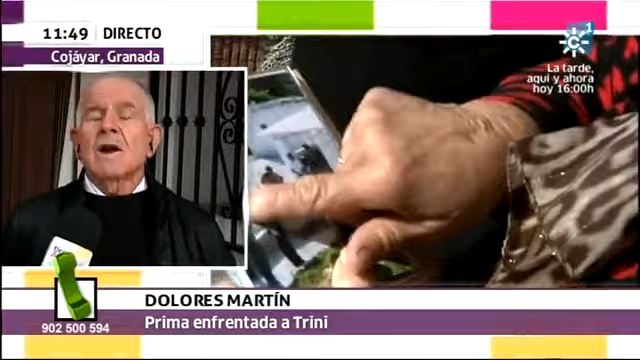 11:49 DIRECTO
Cojáyar, Granada
1
La tarde,
aquí y ahora
hoy 16:00h
DOLORES MARTÍN
Prima enfrentada a Trini
902 500 594